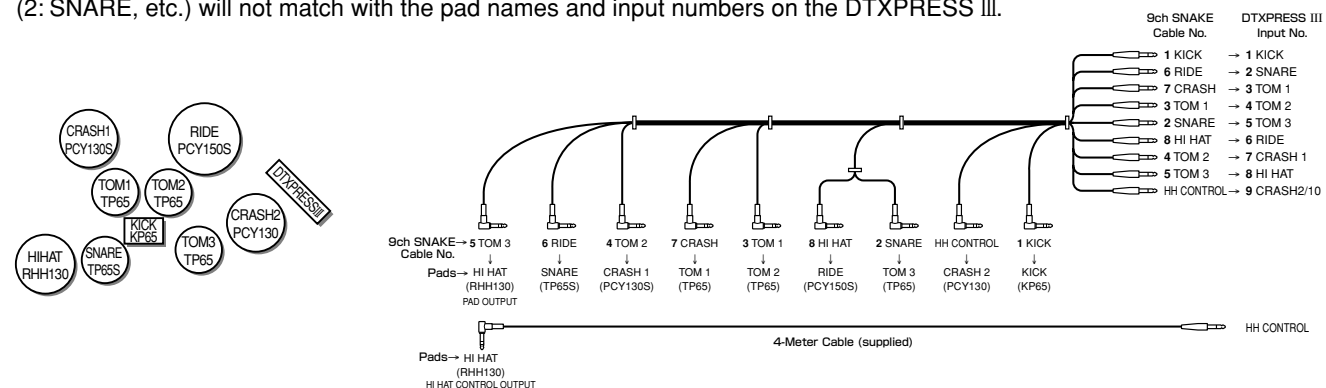 (2: SNARE, etc.) will not match with the pad names and input numbers on the DTXPRESS III.
9ch SNAKE Cable No.
DTXPRESS III Input No.
1 KICK → 1 KICK
6 RIDE → 2 SNARE
7 CRASH → 3 TOM 1
3 TOM 1 → 4 TOM 2
2 SNARE → 5 TOM 3
8 HI HAT → 6 RIDE
4 TOM 2 → 7 CRASH 1
5 TOM 3 → 8 HI HAT
HH CONTROL → 9 CRASH2/10
CRASH1
PCY130S
RIDE
PCY150S
TOM1
TP65
TOM2
TP65
DTXPRESSIII
KICK
KP65
CRASH2
PCY130
HIHAT
RHH130
SNARE
TP65S
TOM3
TP65
9ch SNAKE→ 5 TOM 3 6 RIDE 4 TOM 2 7 CRASH 3 TOM 1 8 HI HAT 2 SNARE HH CONTROL 1 KICK
Cable No. ↓ ↓ ↓ ↓ ↓ ↓ ↓ ↓ ↓
Pads→ HI HAT SNARE CRASH 1 TOM 1 TOM 2 RIDE TOM 3 CRASH 2 KICK
(RHH130) (TP65S) (PCY130S) (TP65) (TP65) (PCY150S) (TP65) (PCY130) (KP65)
PAD OUTPUT
4-Meter Cable (supplied)
HH CONTROL
Pads→ HI HAT
(RHH130)
HI HAT CONTROL OUTPUT